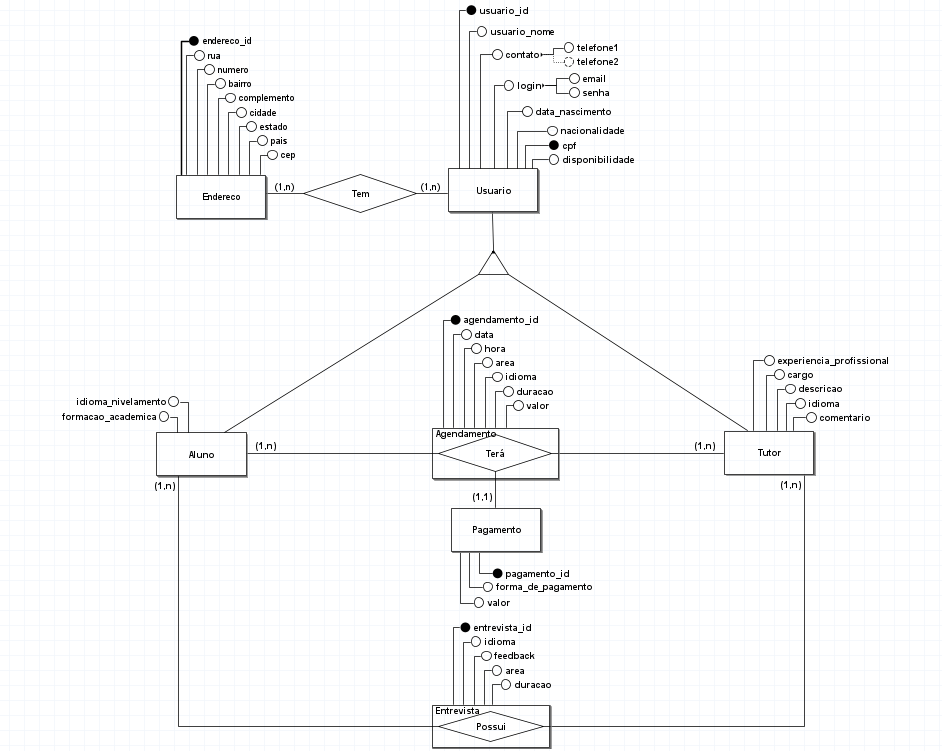 usuario_id
usuario_nome
contato
telefone1
telefone2
login
email
senha
data_nascimento
nacionalidade
cpf
disponibilidade
endereco_id
rua
numero
bairro
complemento
cidade
estado
pais
cep
Endereco
(1,n)
Tem
(1,n)
Usuario
agendamento_id
data
hora
area
idioma
duracao
valor
experiencia_profissional
cargo
descricao
idioma
comentario
idioma_nivelamento
formacao_academica
Aluno
(1,n)
Agendamento
Terá
(1,n)
Tutor
(1,n)
(1,1)
(1,n)
Pagamento
pagamento_id
forma_de_pagamento
valor
entrevista_id
idioma
feedback
area
duracao
Entrevista
Possui